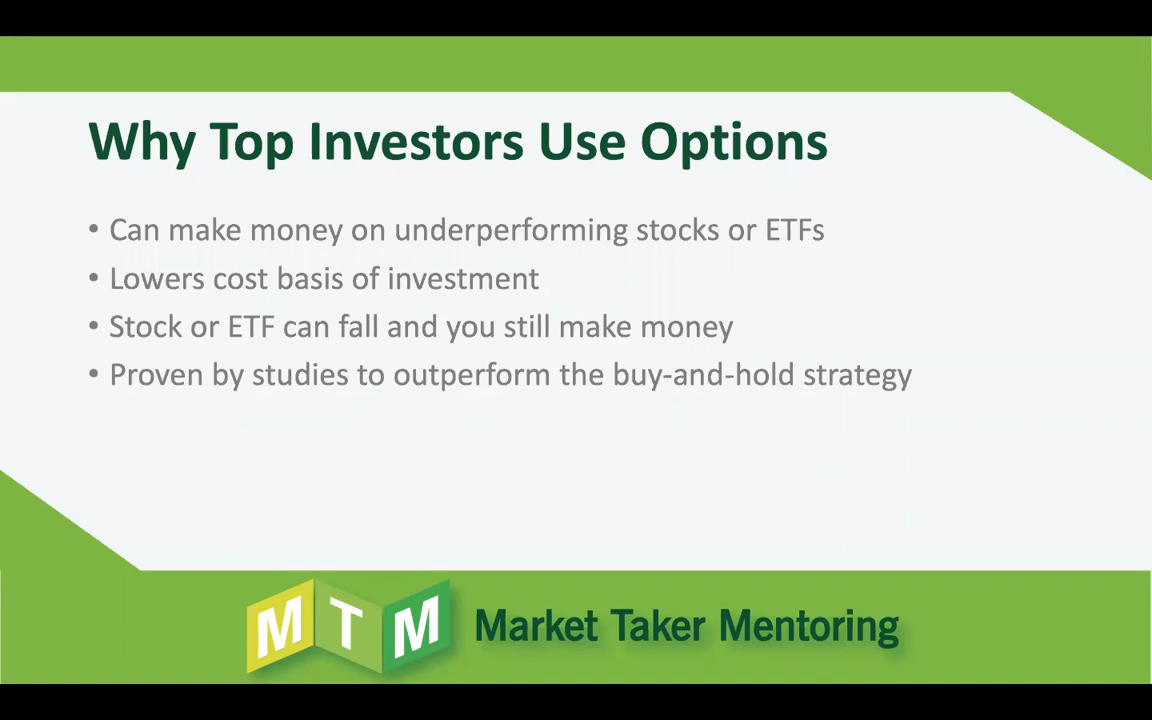 Why Top Investors Use Options
• Can make money on underperforming stocks or ETFs
• Lowers cost basis of investment
• Stock or ETF can fall and you still make money
• Proven by studies to outperform the buy-and-hold strategy
MTM Market Taker Mentoring